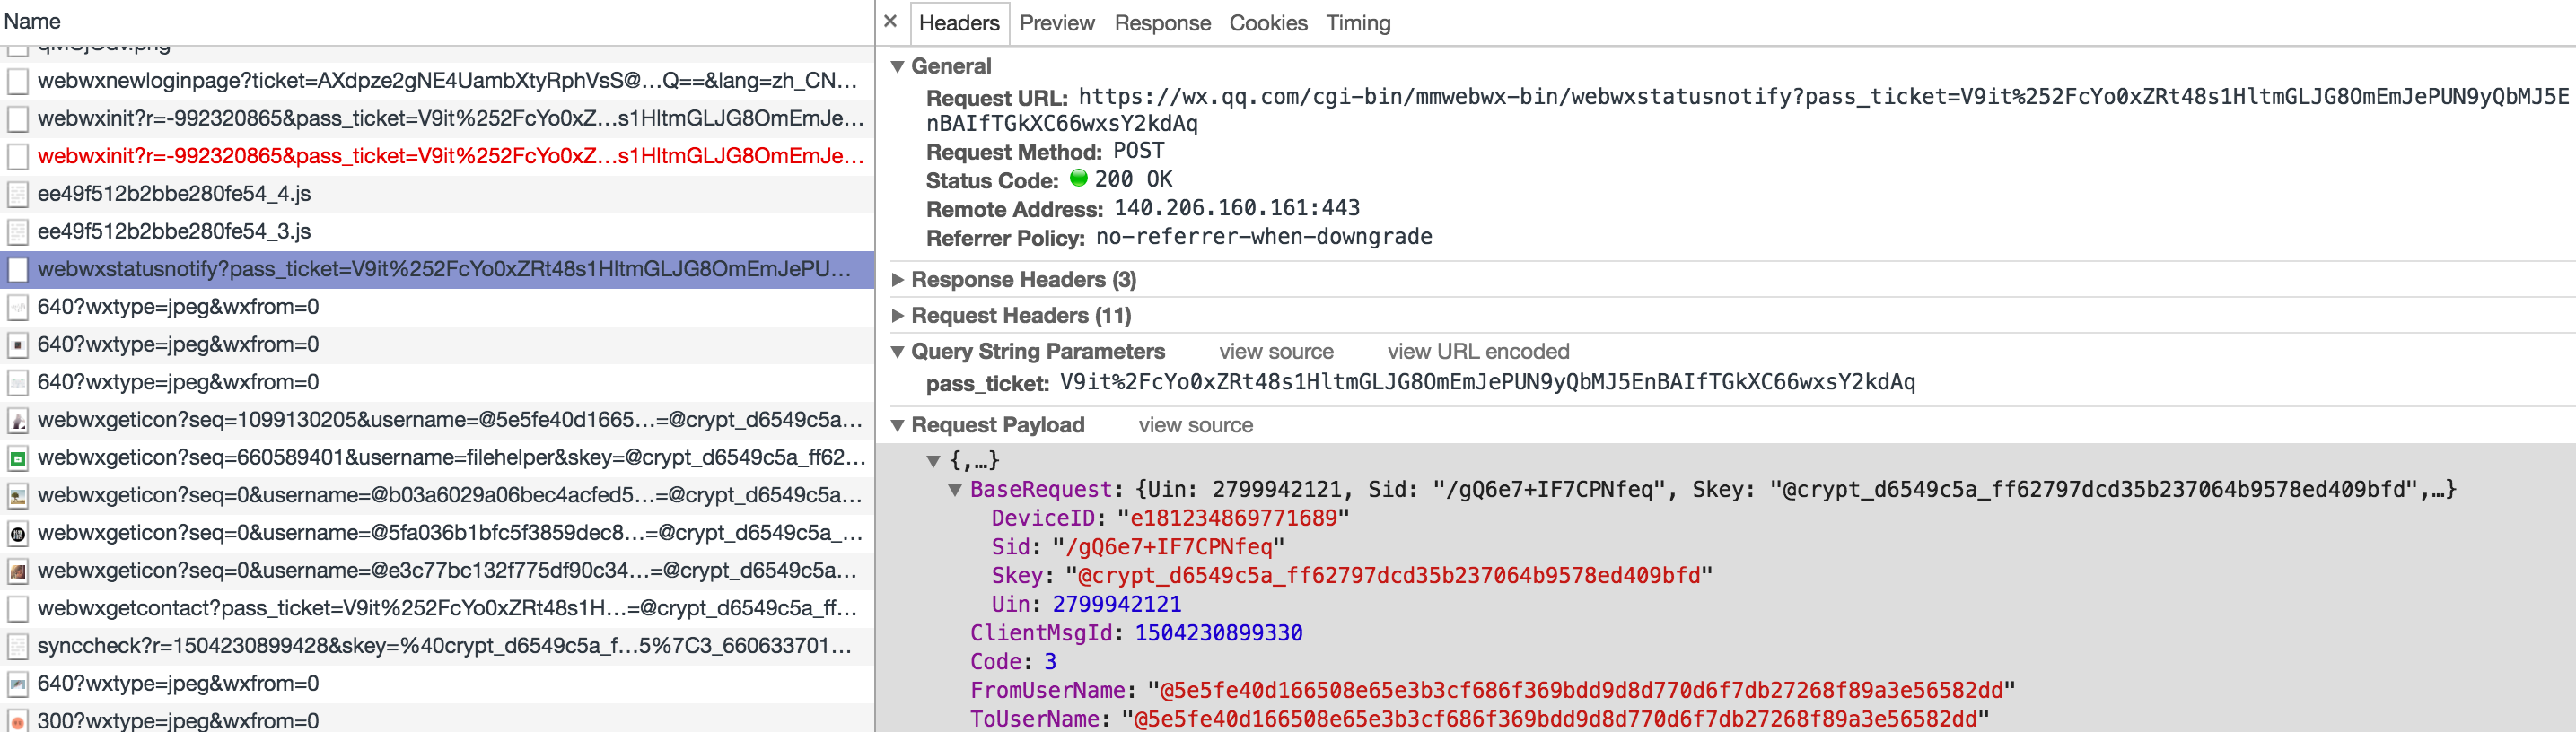 Name
webwxnewloginpage?ticket=AXdpze2gNE4UambXtyRphVsS@…Q==&lang=zh_CN…
webwxinit?r=-992320865&pass_ticket=V9it%252FcYo0xZ…s1HltmGLJG8OmEmJe…
webwxinit?r=-992320865&pass_ticket=V9it%252FcYo0xZ…s1HltmGLJG8OmEmJe…
ee49f512b2bbe280fe54_4.js
ee49f512b2bbe280fe54_3.js
webwxstatusnotify?pass_ticket=V9it%252FcYo0xZRt48s1HltmGLJG8OmEmJePU…
640?wxtype=jpeg&wxfrom=0
640?wxtype=jpeg&wxfrom=0
640?wxtype=jpeg&wxfrom=0
webwxgeticon?seq=1099130205&username=@5e5fe40d1665…=@crypt_d6549c5a…
webwxgeticon?seq=660589401&username=filehelper&skey=@crypt_d6549c5a_ff62…
webwxgeticon?seq=0&username=@b03a6029a06bec4acfed5…=@crypt_d6549c5a…
webwxgeticon?seq=0&username=@5fa036b1bfc5f3859dec8…=@crypt_d6549c5a_…
webwxgeticon?seq=0&username=@e3c77bc132f775df90c34…=@crypt_d6549c5a…
webwxgetcontact?pass_ticket=V9it%252FcYo0xZRt48s1H…=@crypt_d6549c5a_ff…
synccheck?r=1504230899428&skey=%40crypt_d6549c5a_f…5%7C3_660633701…
640?wxtype=jpeg&wxfrom=0
300?wxtype=jpeg&wxfrom=0
× Headers Preview Response Cookies Timing
▼ General
Request URL: https://wx.qq.com/cgi-bin/mmwebwx-bin/webwxstatusnotify?pass_ticket=V9it%252FcYo0xZRt48s1HltmGLJG8OmEmJePUN9yQbMJ5E
nBAIfTGkXC66wxsY2kdAq
Request Method: POST
Status Code: 200 OK
Remote Address: 140.206.160.161:443
Referrer Policy: no-referrer-when-downgrade
▶ Response Headers (3)
▶ Request Headers (11)
▼ Query String Parameters view source view URL encoded
pass_ticket: V9it%2FcYo0xZRt48s1HltmGLJG8OmEmJePUN9yQbMJ5EnBAIfTGkXC66wxsY2kdAq
▼ Request Payload view source
▼ {,…}
▼ BaseRequest: {Uin: 2799942121, Sid: "/gQ6e7+IF7CPNfeq", Skey: "@crypt_d6549c5a_ff62797dcd35b237064b9578ed409bfd",…}
DeviceID: "e181234869771689"
Sid: "/gQ6e7+IF7CPNfeq"
Skey: "@crypt_d6549c5a_ff62797dcd35b237064b9578ed409bfd"
Uin: 2799942121
ClientMsgId: 1504230899330
Code: 3
FromUserName: "@5e5fe40d166508e65e3b3cf686f369bdd9d8d770d6f7db27268f89a3e56582dd"
ToUserName: "@5e5fe40d166508e65e3b3cf686f369bdd9d8d770d6f7db27268f89a3e56582dd"